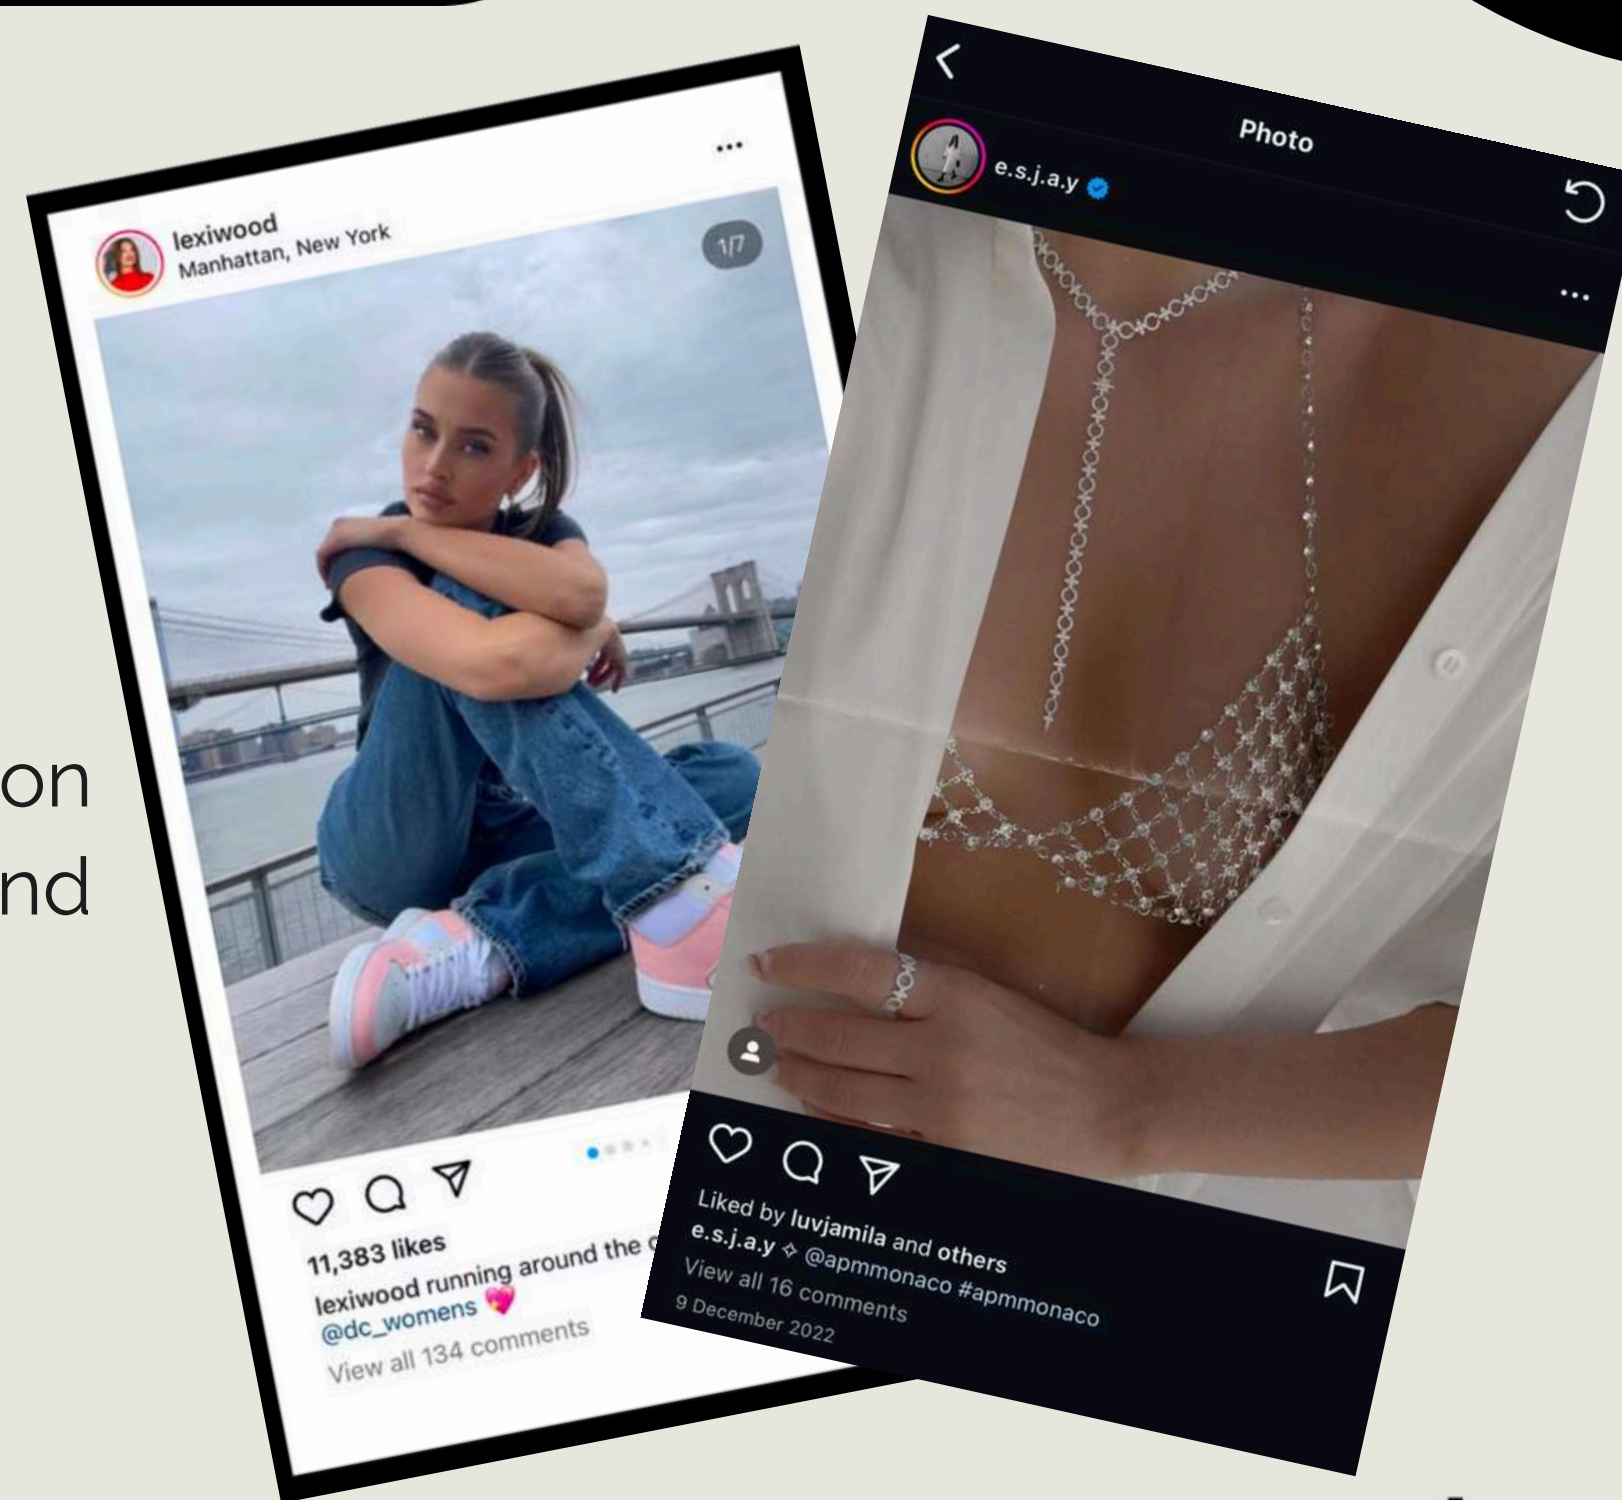 on
nd
lexiwood
Manhattan, New York
1/7
11,383 likes
lexiwood running around the
@dc_womens 💖
View all 134 comments
Photo
e.s.j.a.y
Liked by luvjamila and others
e.s.j.a.y ✧ @apmmonaco #apmmonaco
View all 16 comments
9 December 2022